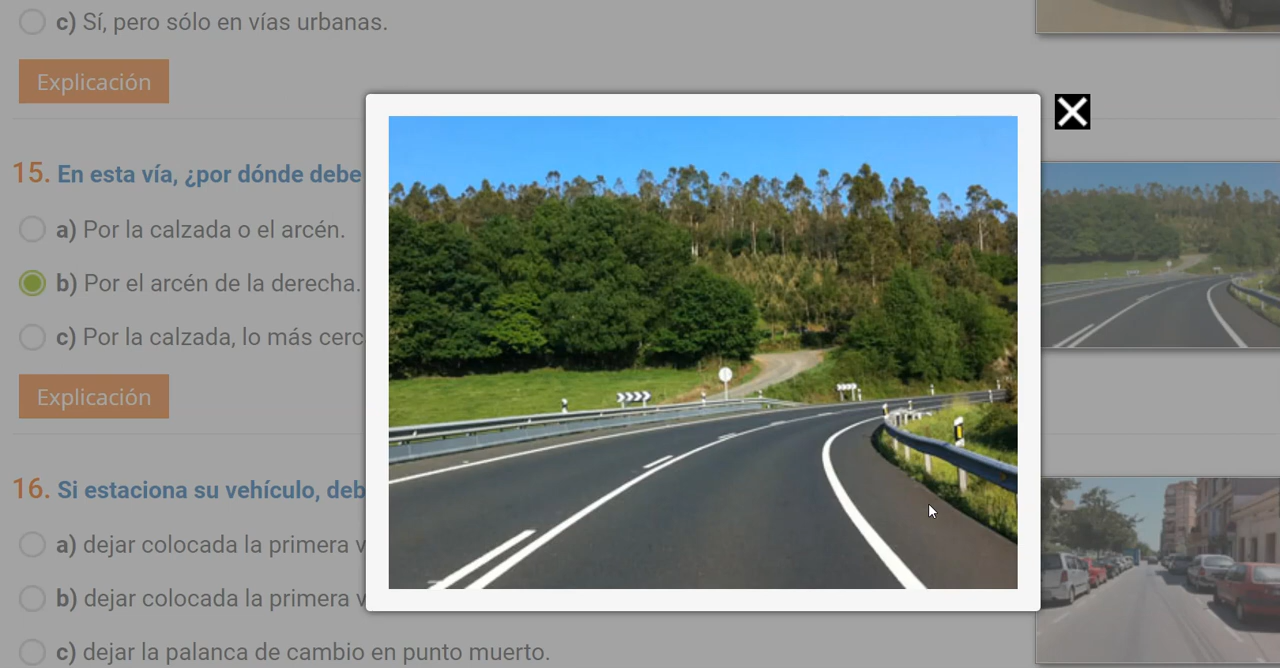 c) Sí, pero sólo en vías urbanas.
Explicación
15. En esta vía, ¿por dónde debe
a) Por la calzada o el arcén.
b) Por el arcén de la derecha.
c) Por la calzada, lo más cerc
Explicación
16. Si estaciona su vehículo, deb
a) dejar colocada la primera v
b) dejar colocada la primera v
c) dejar la palanca de cambio en punto muerto.